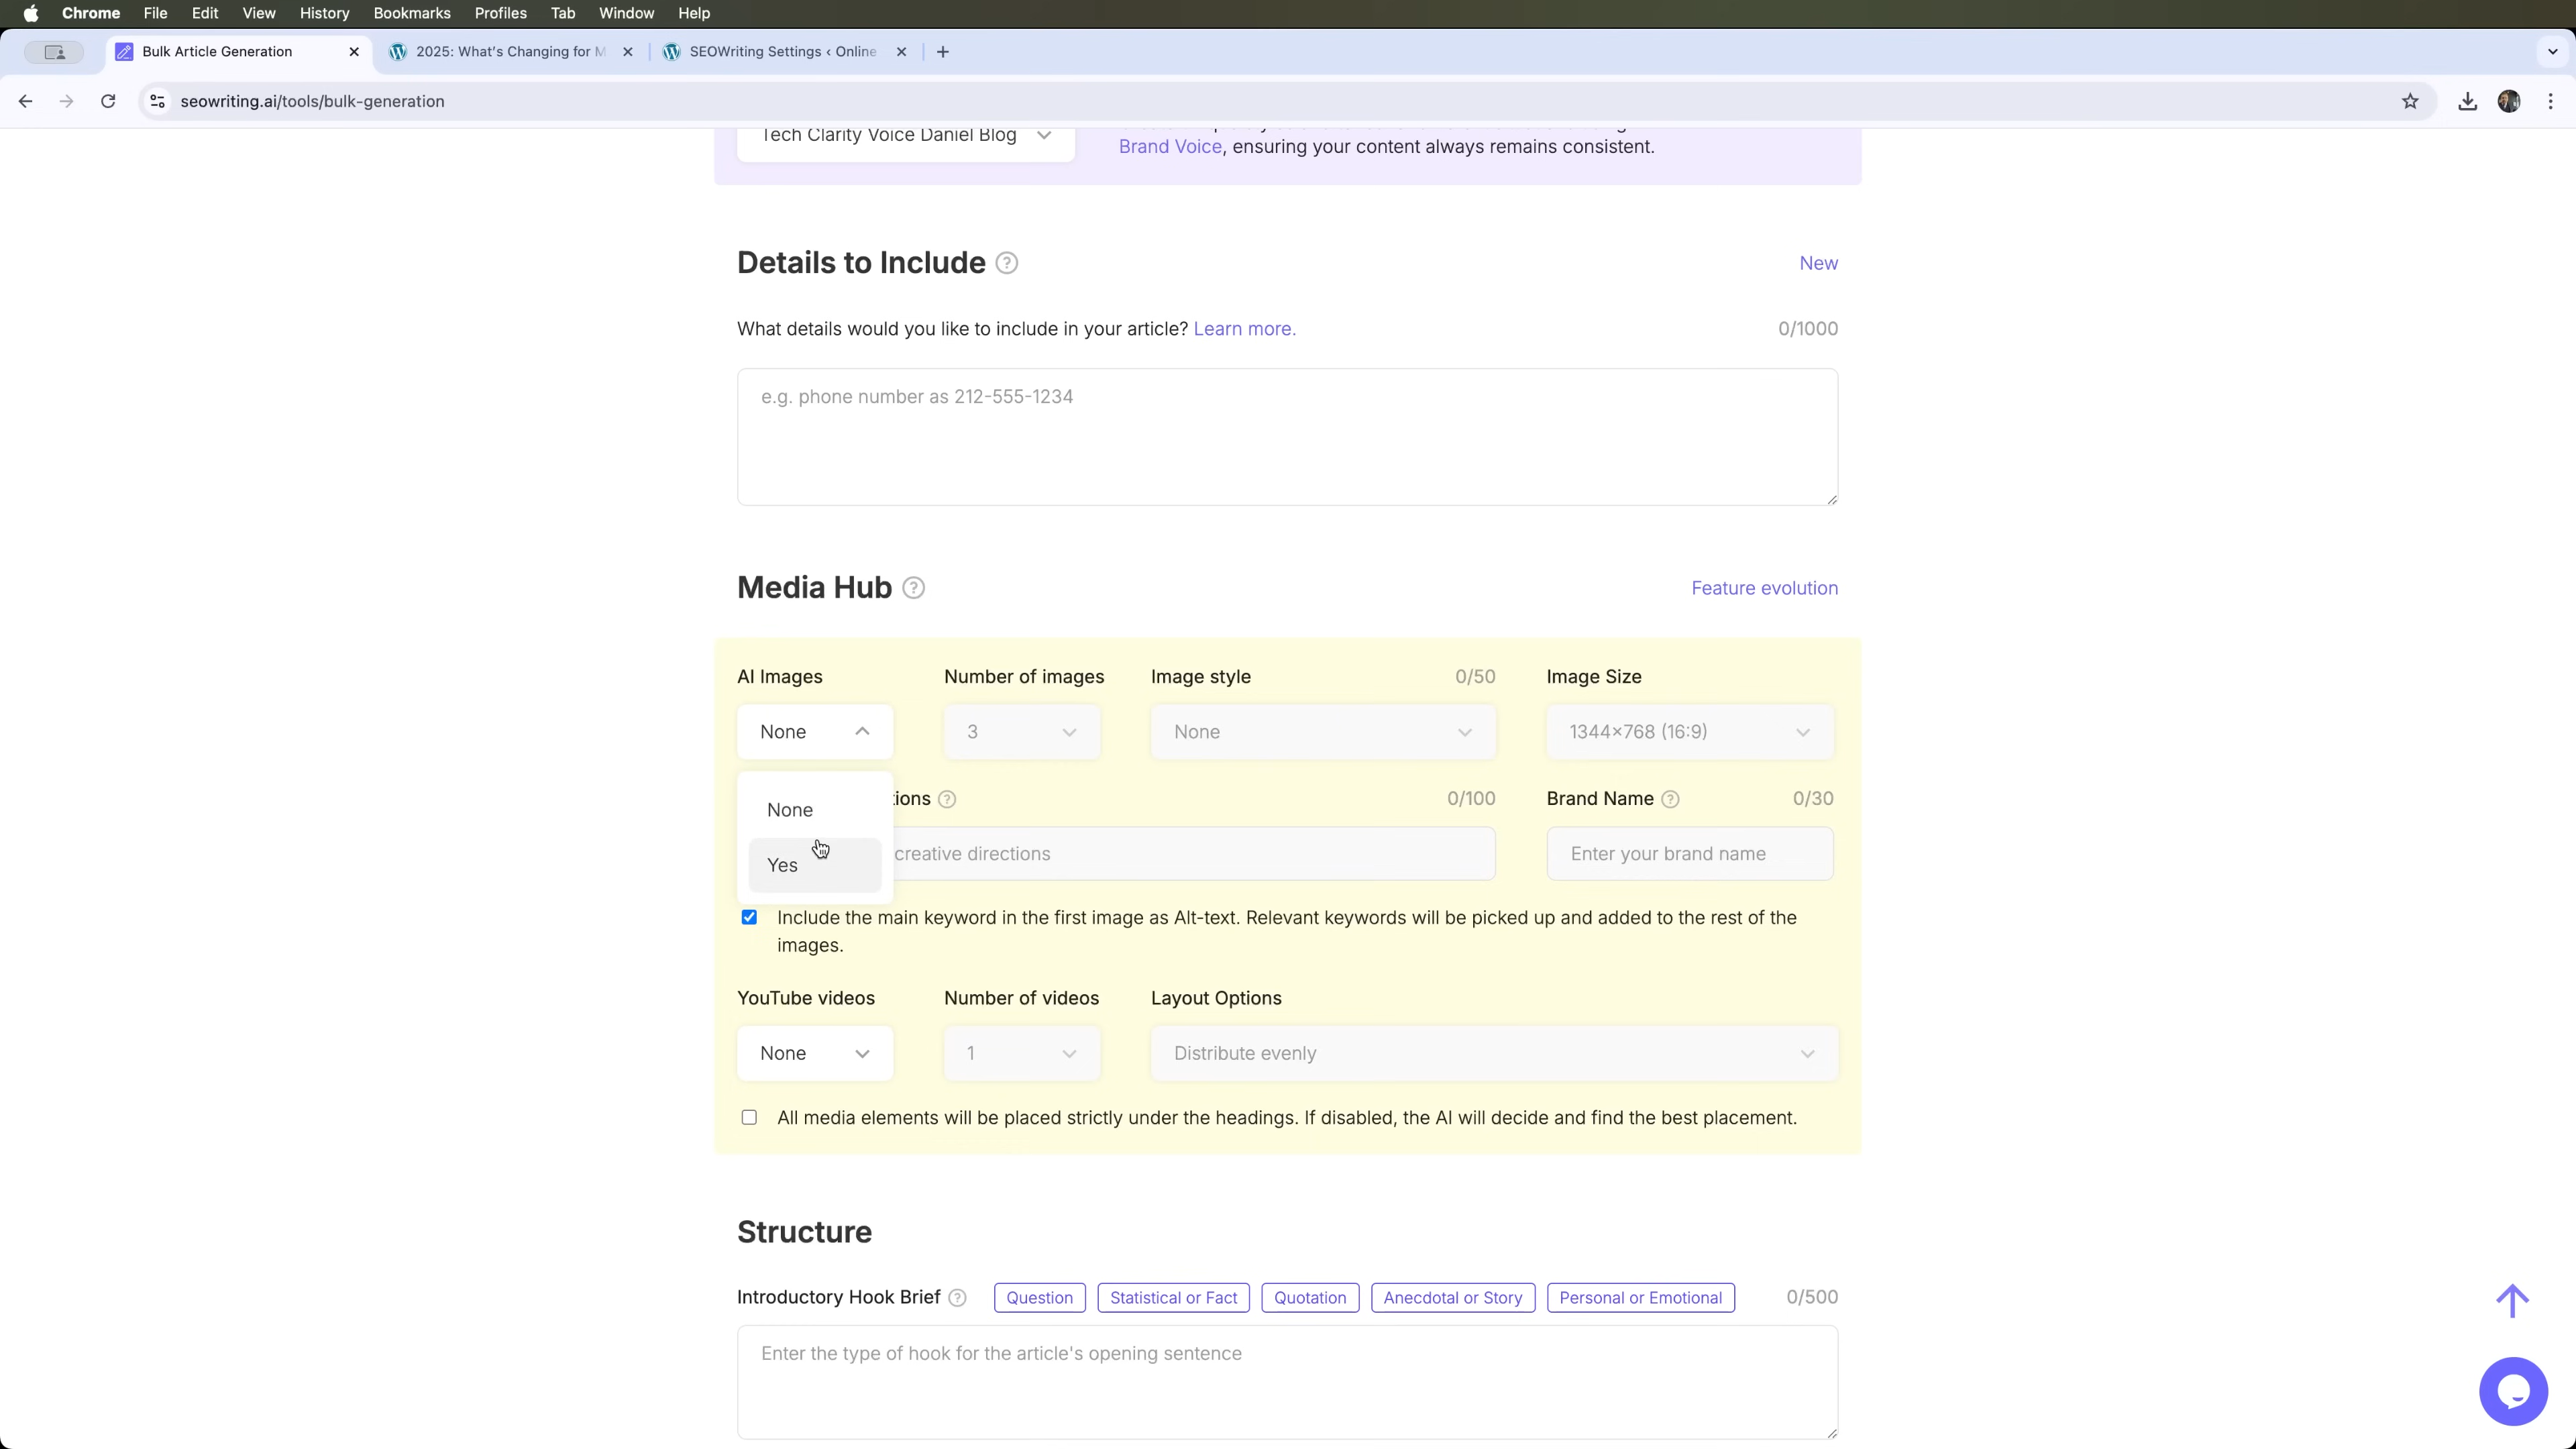 Chrome File Edit View History Bookmarks Profiles Tab Window Help
Bulk Article Generation
2025: What's Changing for M
SEOWriting Settings ‹ Online
seowriting.ai/tools/bulk-generation
Tech Clarity Voice Daniel Blog
Brand Voice, ensuring your content always remains consistent.
Details to Include
New
What details would you like to include in your article? Learn more.
0/1000
e.g. phone number as 212-555-1234
Media Hub
Feature evolution
AI Images
Number of images
Image style
0/50
Image Size
None
3
None
1344×768 (16:9)
None
tions
0/100
Brand Name
0/30
Yes
creative directions
Enter your brand name
Include the main keyword in the first image as Alt-text. Relevant keywords will be picked up and added to the rest of the
images.
YouTube videos
Number of videos
Layout Options
None
1
Distribute evenly
All media elements will be placed strictly under the headings. If disabled, the AI will decide and find the best placement.
Structure
Introductory Hook Brief
Question
Statistical or Fact
Quotation
Anecdotal or Story
Personal or Emotional
0/500
Enter the type of hook for the article's opening sentence